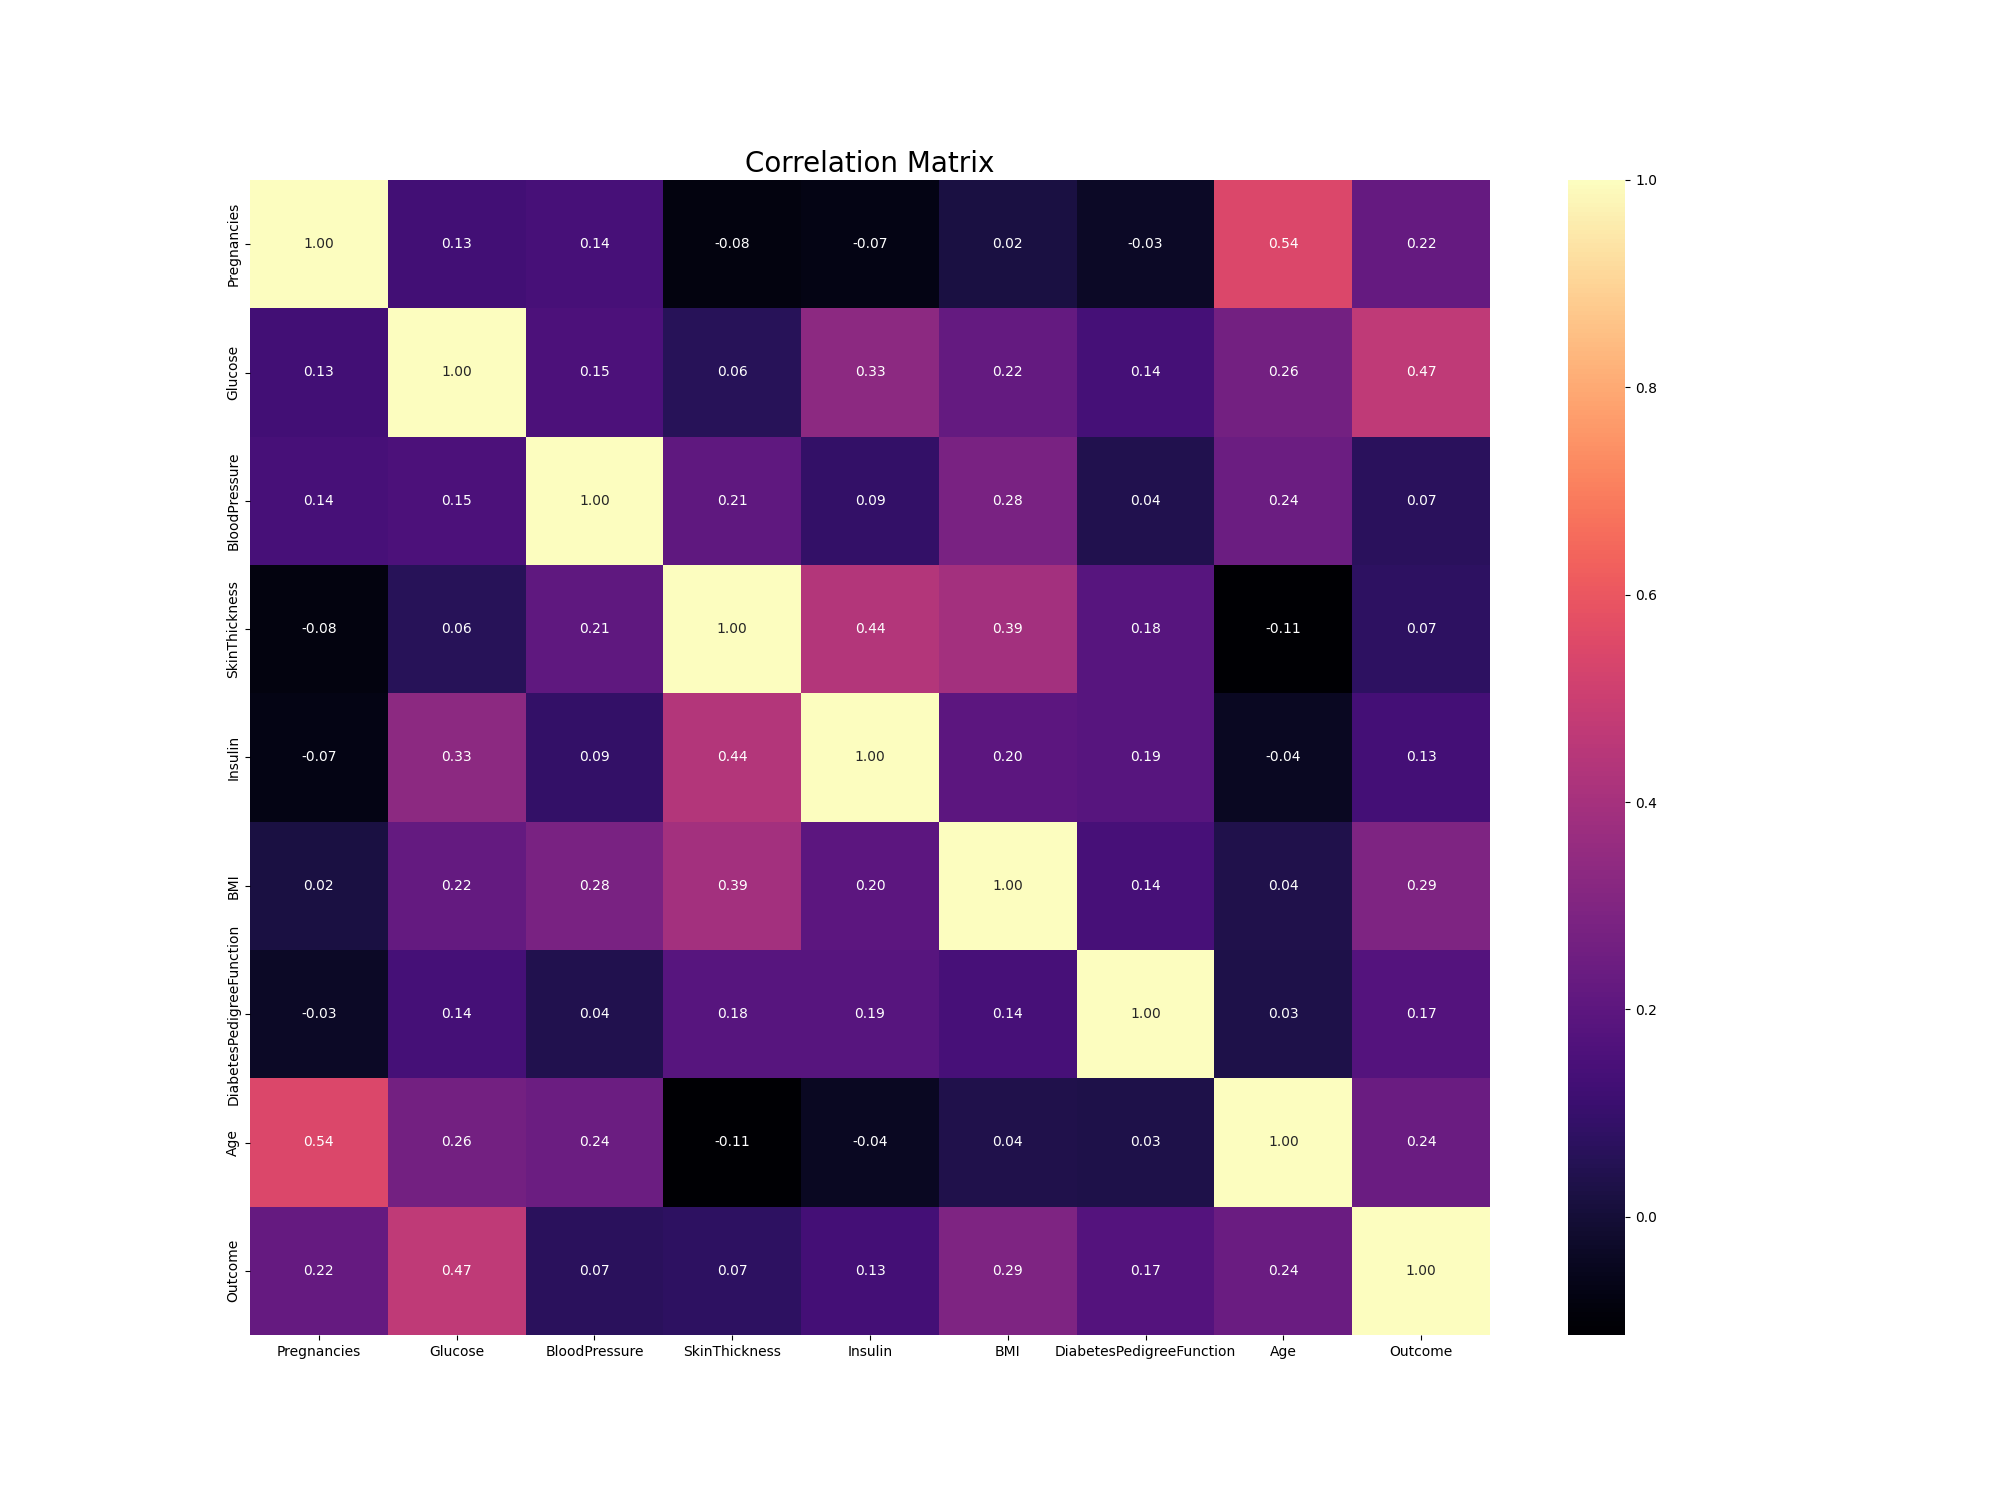 Correlation Matrix
Pregnancies 1.00 0.13 0.14 -0.08 -0.07 0.02 -0.03 0.54 0.22
Glucose 0.13 1.00 0.15 0.06 0.33 0.22 0.14 0.26 0.47
BloodPressure 0.14 0.15 1.00 0.21 0.09 0.28 0.04 0.24 0.07
SkinThickness -0.08 0.06 0.21 1.00 0.44 0.39 0.18 -0.11 0.07
Insulin -0.07 0.33 0.09 0.44 1.00 0.20 0.19 -0.04 0.13
BMI 0.02 0.22 0.28 0.39 0.20 1.00 0.14 0.04 0.29
DiabetesPedigreeFunction -0.03 0.14 0.04 0.18 0.19 0.14 1.00 0.03 0.17
Age 0.54 0.26 0.24 -0.11 -0.04 0.04 0.03 1.00 0.24
Outcome 0.22 0.47 0.07 0.07 0.13 0.29 0.17 0.24 1.00
Pregnancies Glucose BloodPressure SkinThickness Insulin BMI DiabetesPedigreeFunction Age Outcome
1.0
0.8
0.6
0.4
0.2
0.0